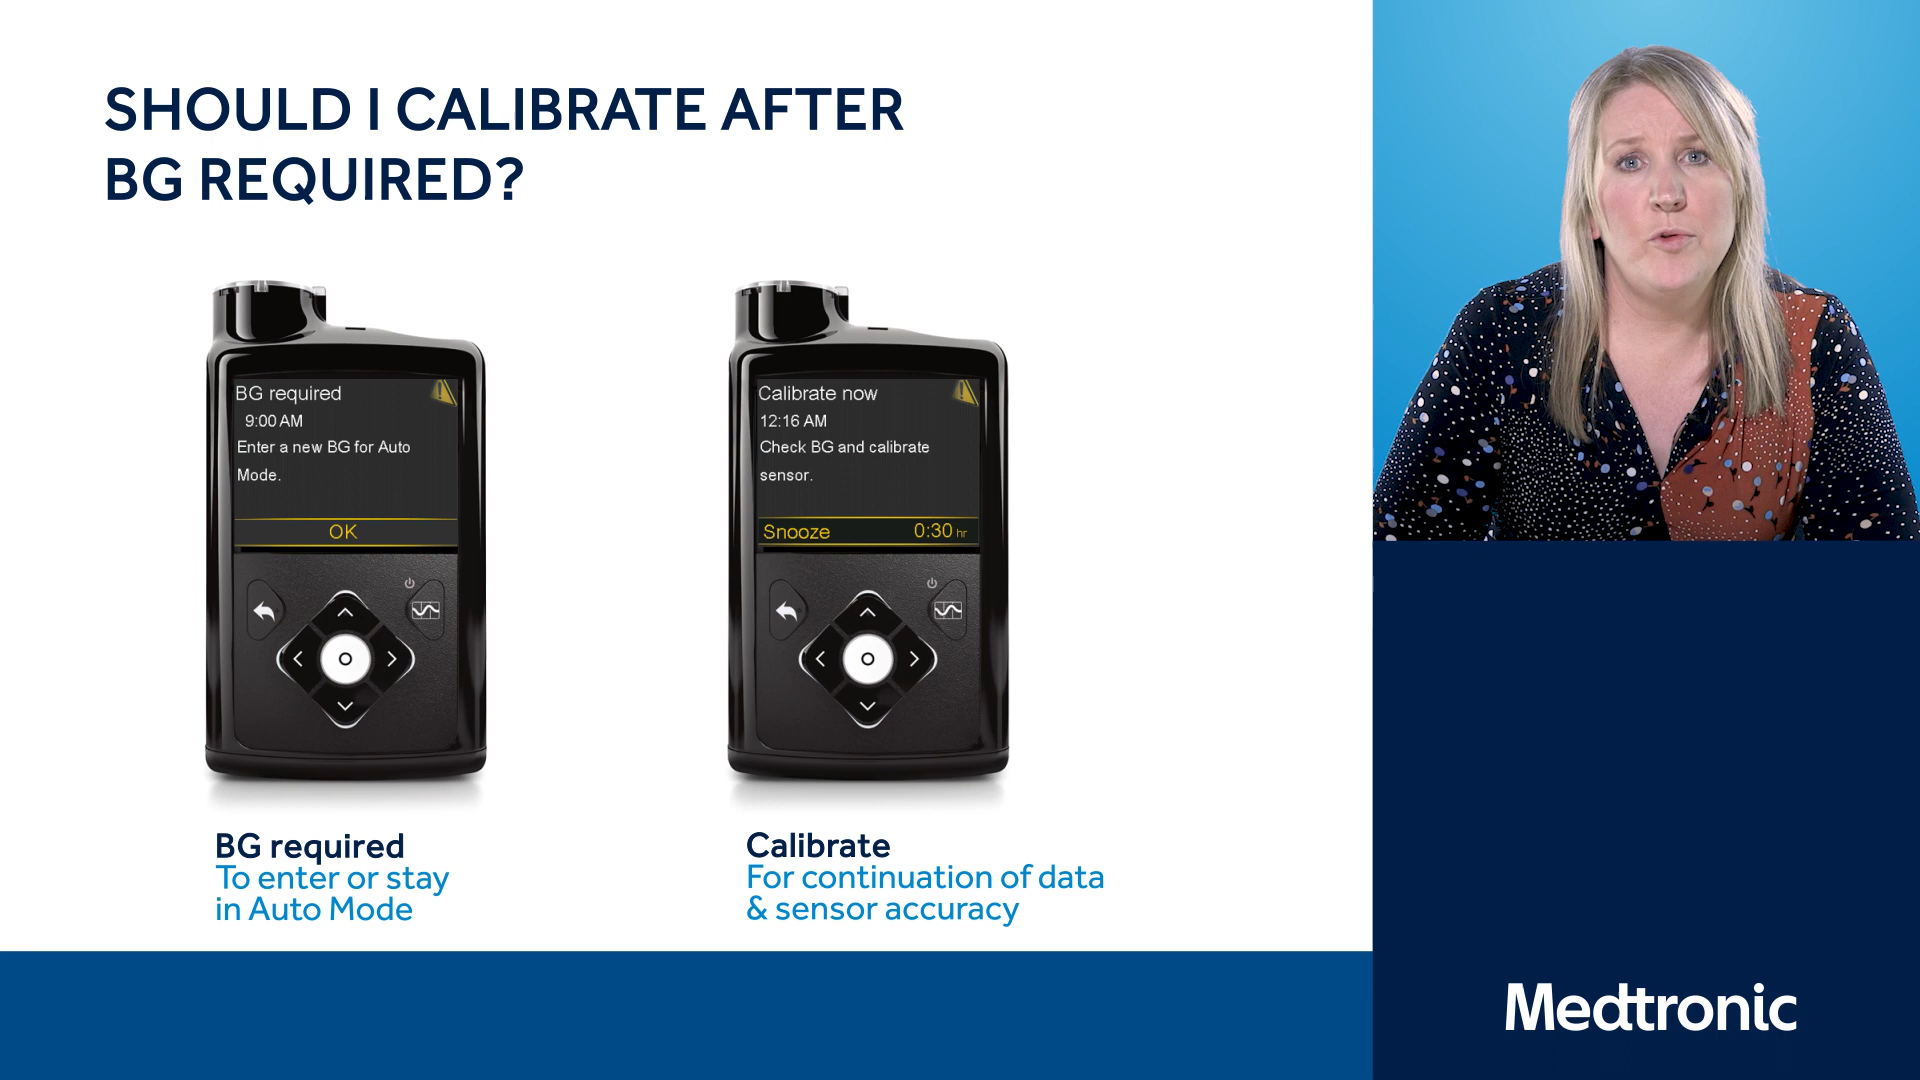 SHOULD I CALIBRATE AFTER
BG REQUIRED?
BG required
9:00 AM
Enter a new BG for Auto
Mode.
OK
Calibrate now
12:16 AM
Check BG and calibrate
sensor.
Snooze 0:30 hr
BG required
To enter or stay
in Auto Mode
Calibrate
For continuation of data
& sensor accuracy
Medtronic